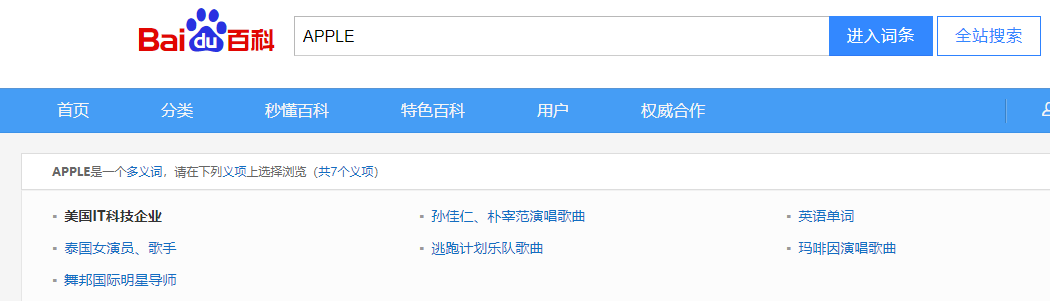 Bai du 百科
APPLE
进入词条
全站搜索
首页 分类 秒懂百科 特色百科 用户 权威合作
APPLE是一个多义词，请在下列义项上选择浏览（共7个义项）
▪ 美国IT科技企业 ▪ 孙佳仁、朴宰范演唱歌曲 ▪ 英语单词
▪ 泰国女演员、歌手 ▪ 逃跑计划乐队歌曲 ▪ 玛啡因演唱歌曲
▪ 舞邦国际明星导师